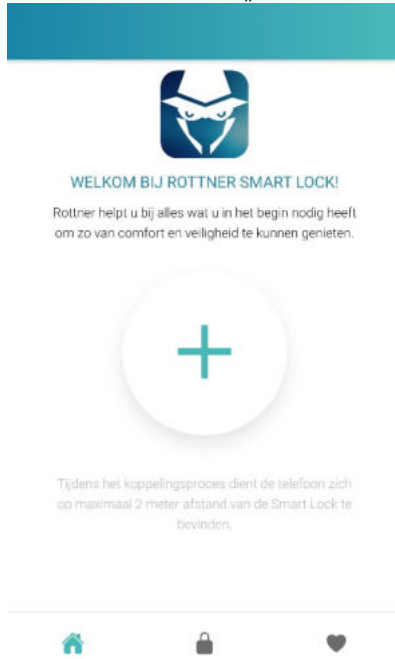 WELKOM BIJ ROTTNER SMART LOCK!
Rottner helpt u bij alles wat u in het begin nodig heeft
om zo van comfort en veiligheid te kunnen genieten.
Tijdens het koppelingsproces dient de telefoon zich
op maximaal 2 meter afstand van de Smart Lock te
bevinden.